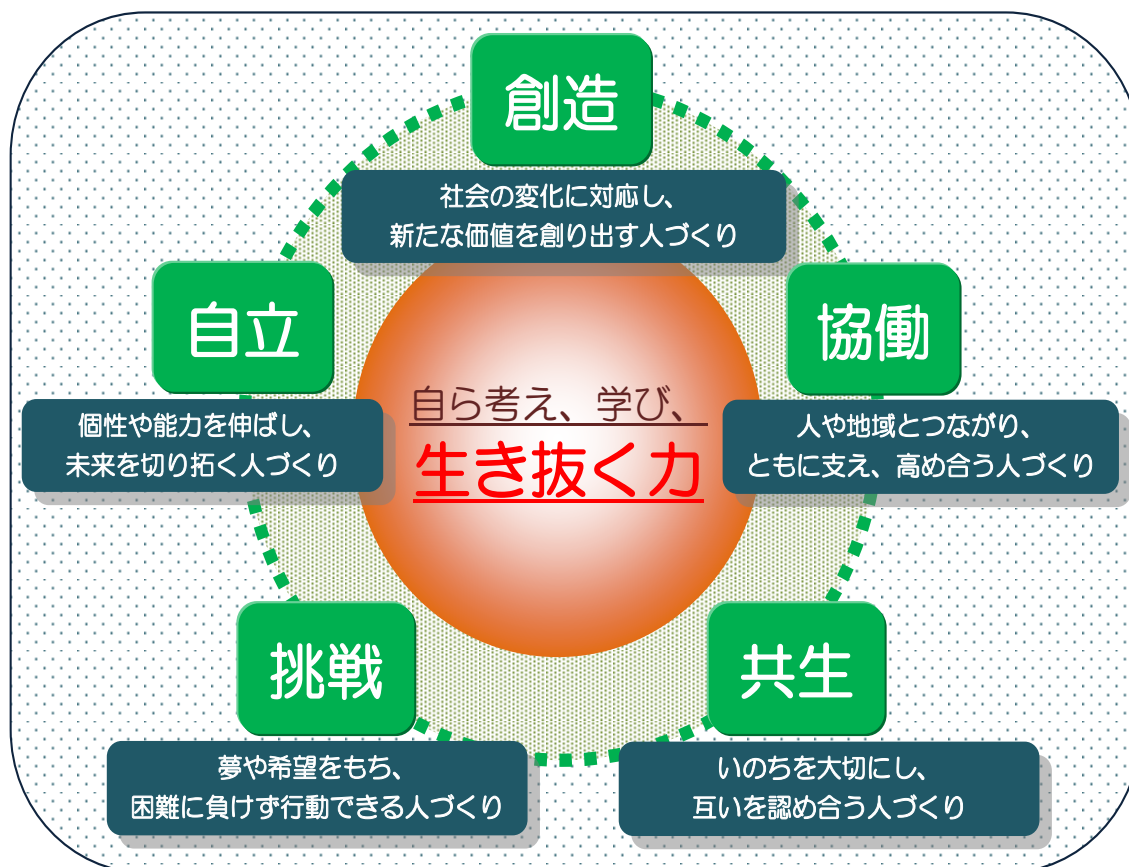 創造
社会の変化に対応し、
新たな価値を創り出す人づくり
自立
個性や能力を伸ばし、
未来を切り拓く人づくり
協働
人や地域とつながり、
ともに支え、高め合う人づくり
自ら考え、学び、
生き抜く力
挑戦
夢や希望をもち、
困難に負けず行動できる人づくり
共生
いのちを大切にし、
互いを認め合う人づくり